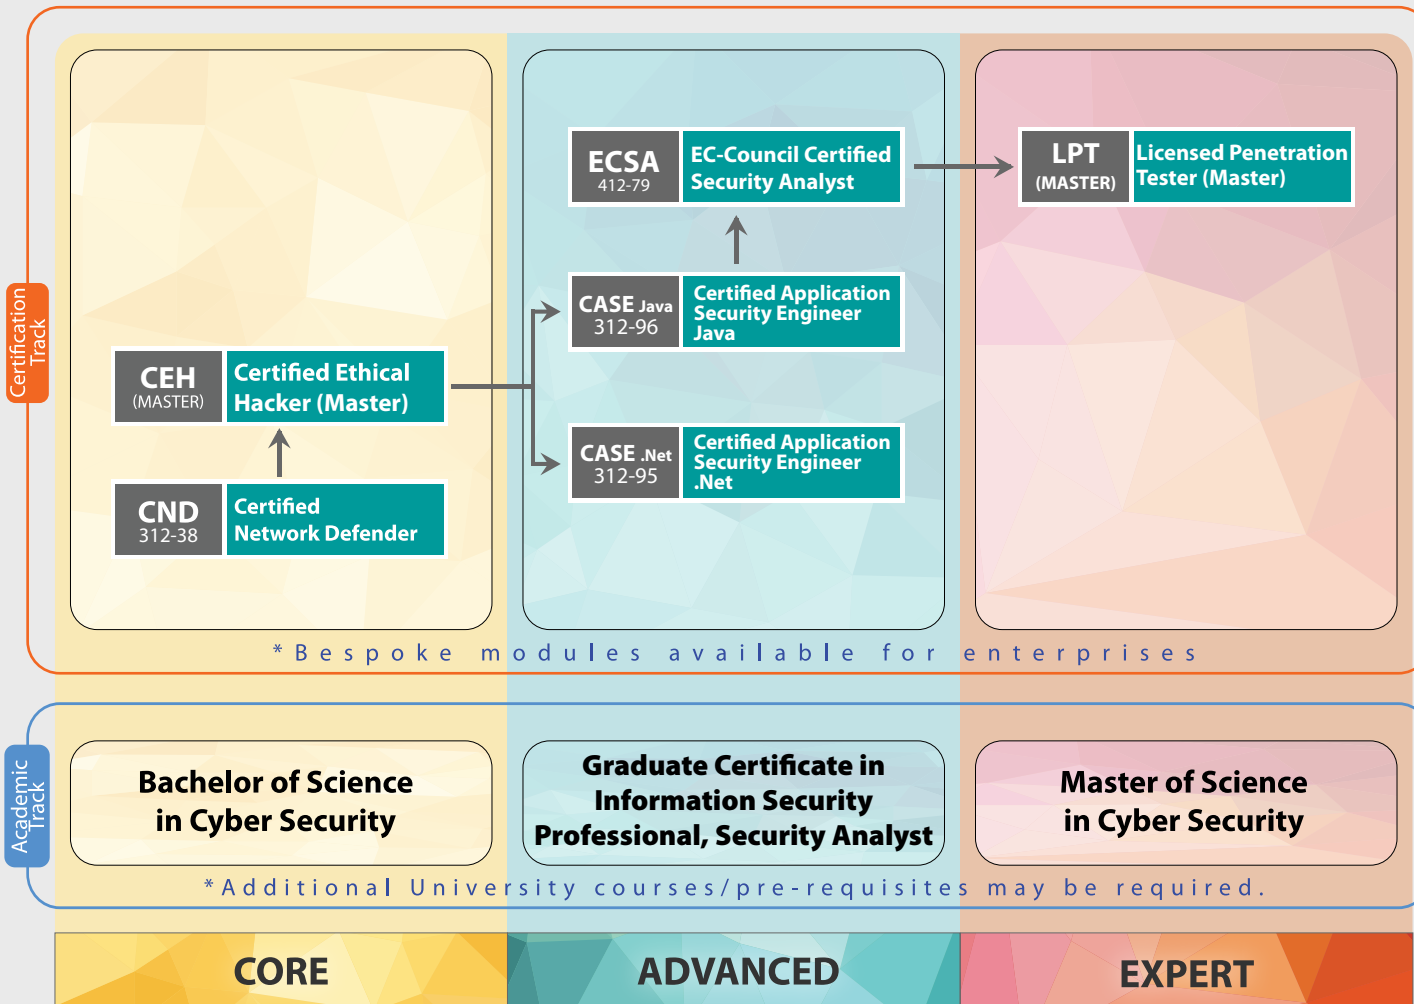 Certification
Track
ECSA
412-79
EC-Council Certified
Security Analyst
LPT
(MASTER)
Licensed Penetration
Tester (Master)
CASE Java
312-96
Certified Application
Security Engineer
Java
CEH
(MASTER)
Certified Ethical
Hacker (Master)
CASE .Net
312-95
Certified Application
Security Engineer
.Net
CND
312-38
Certified
Network Defender
*Bespoke modules available for enterprises
Academic
Track
Bachelor of Science
in Cyber Security
Graduate Certificate in
Information Security
Professional, Security Analyst
Master of Science
in Cyber Security
*Additional University courses/pre-requisites may be required.
CORE
ADVANCED
EXPERT